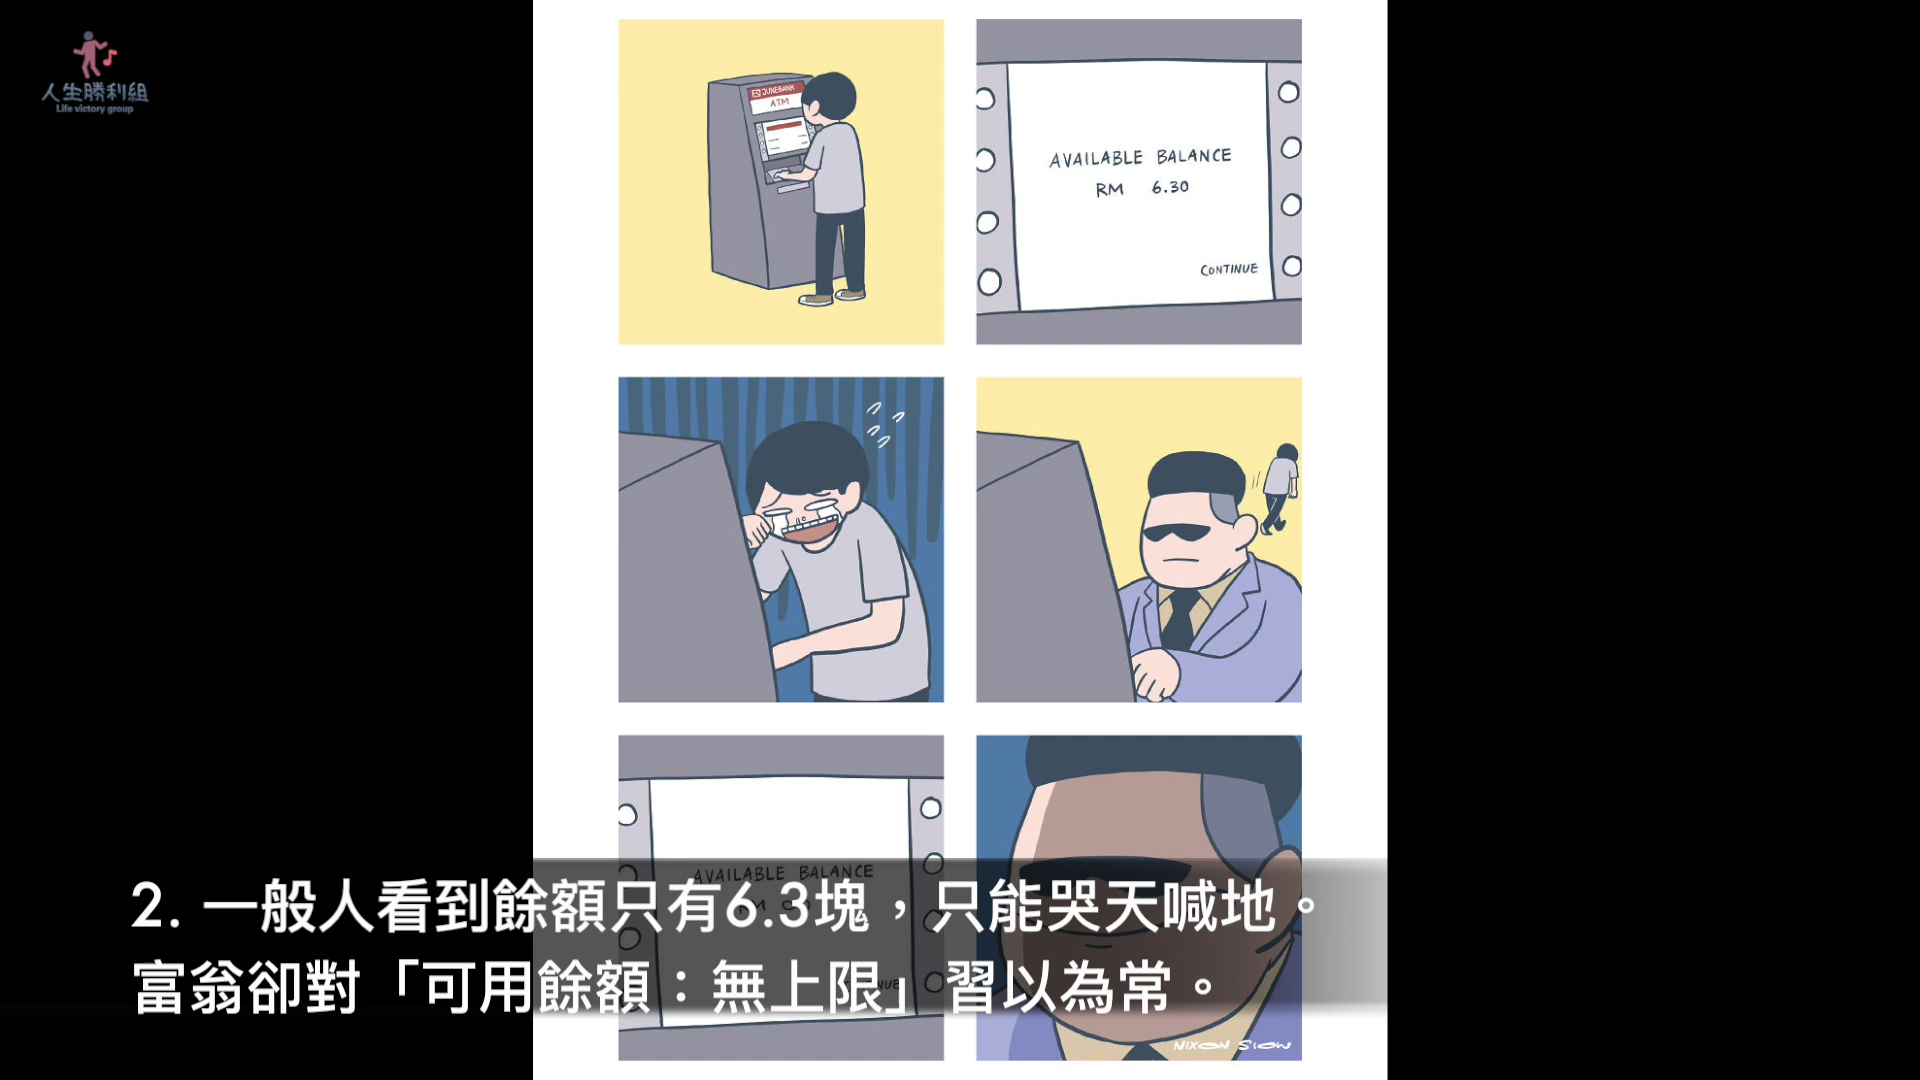 人生勝利組
Life victory group
JUNEBANK
ATM
AVAILABLE BALANCE
RM 6.30
CONTINUE
AVAILABLE BALANCE
2. 一般人看到餘額只有6.3塊，只能哭天喊地。
富翁卻對「可用餘額：無上限」習以為常。
NIXON SIOW